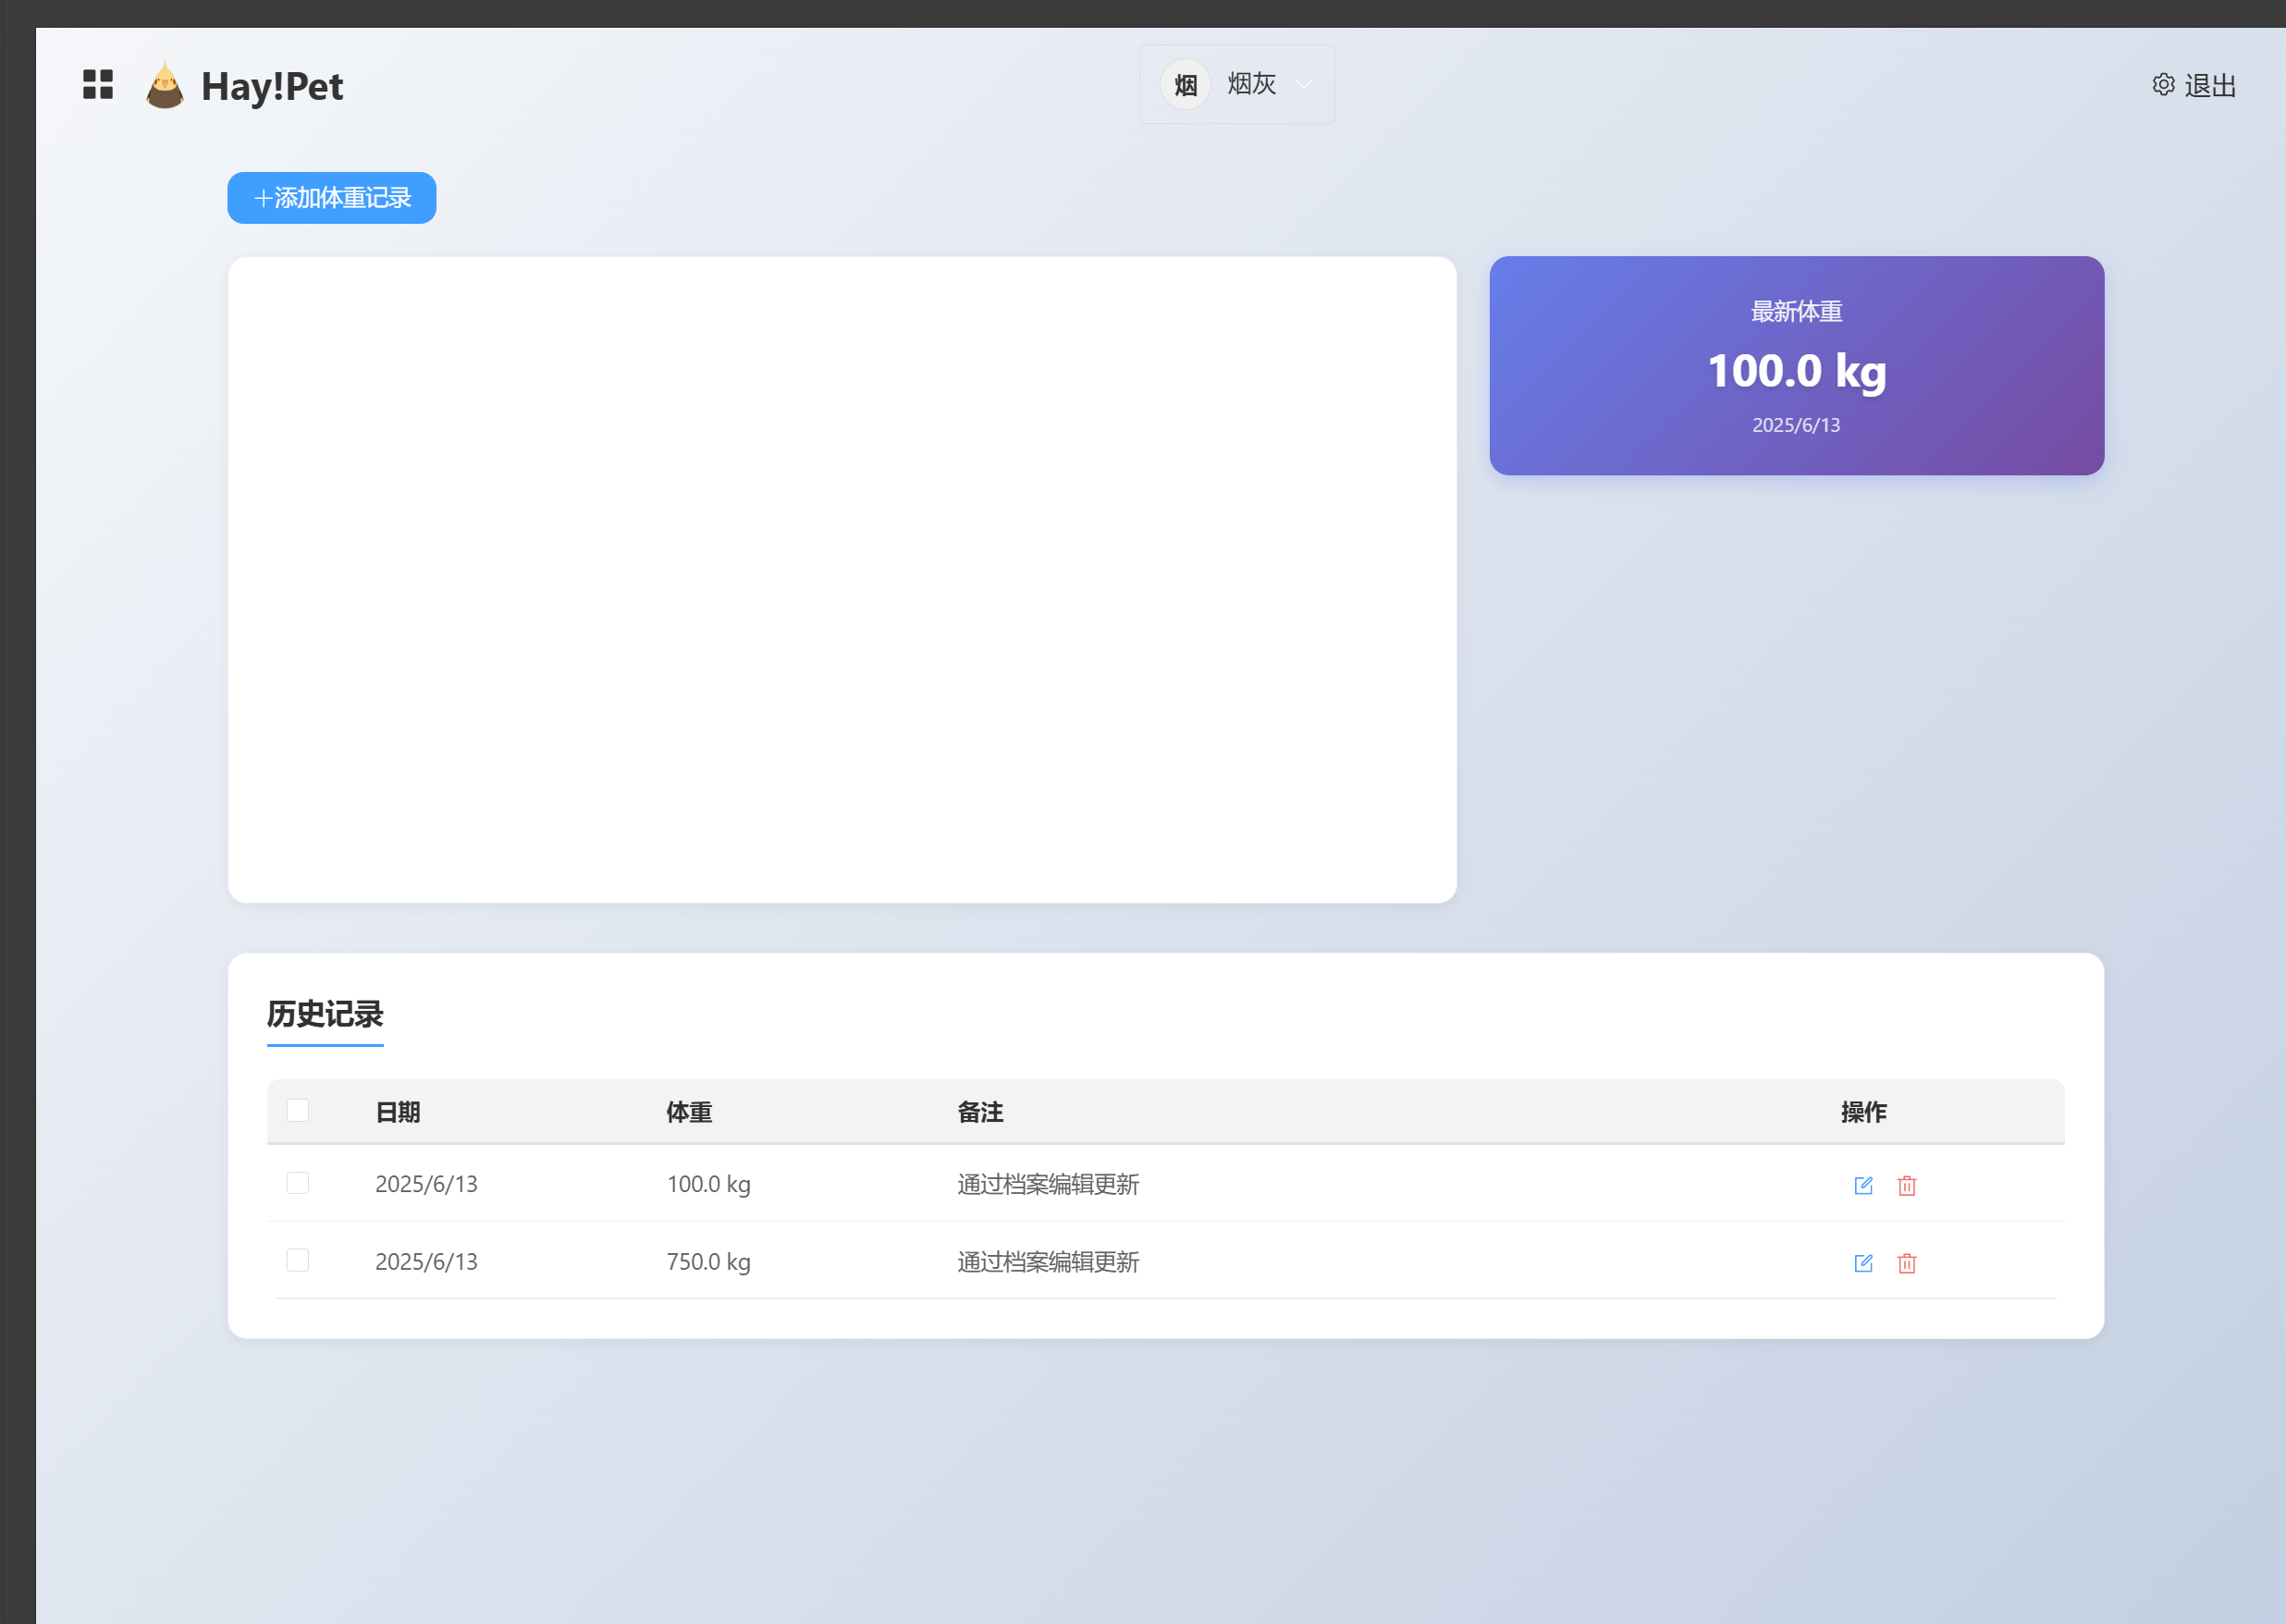 Hay!Pet
烟 烟灰
退出
+添加体重记录
最新体重
100.0 kg
2025/6/13
历史记录
日期 体重 备注 操作
2025/6/13 100.0 kg 通过档案编辑更新
2025/6/13 750.0 kg 通过档案编辑更新